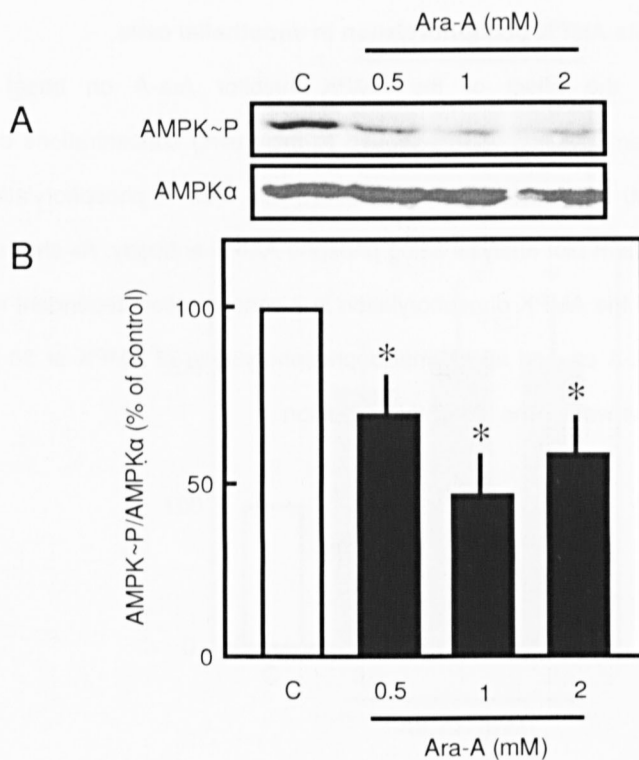 Ara-A (mM)
C 0.5 1 2
A
AMPK~P
AMPKα
B
AMPK~P/AMPKα (% of control)
100
50
0
* * *
C 0.5 1 2
Ara-A (mM)